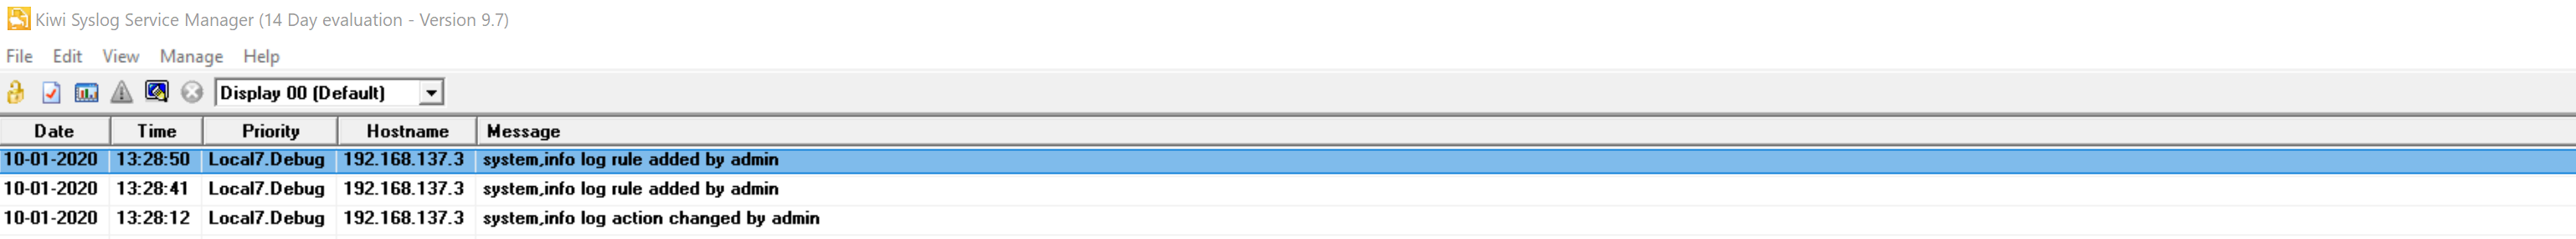 Kiwi Syslog Service Manager (14 Day evaluation - Version 9.7)
File Edit View Manage Help
Display 00 (Default)
Date Time Priority Hostname Message
10-01-2020 13:28:50 Local7.Debug 192.168.137.3 system,info log rule added by admin
10-01-2020 13:28:41 Local7.Debug 192.168.137.3 system,info log rule added by admin
10-01-2020 13:28:12 Local7.Debug 192.168.137.3 system,info log action changed by admin